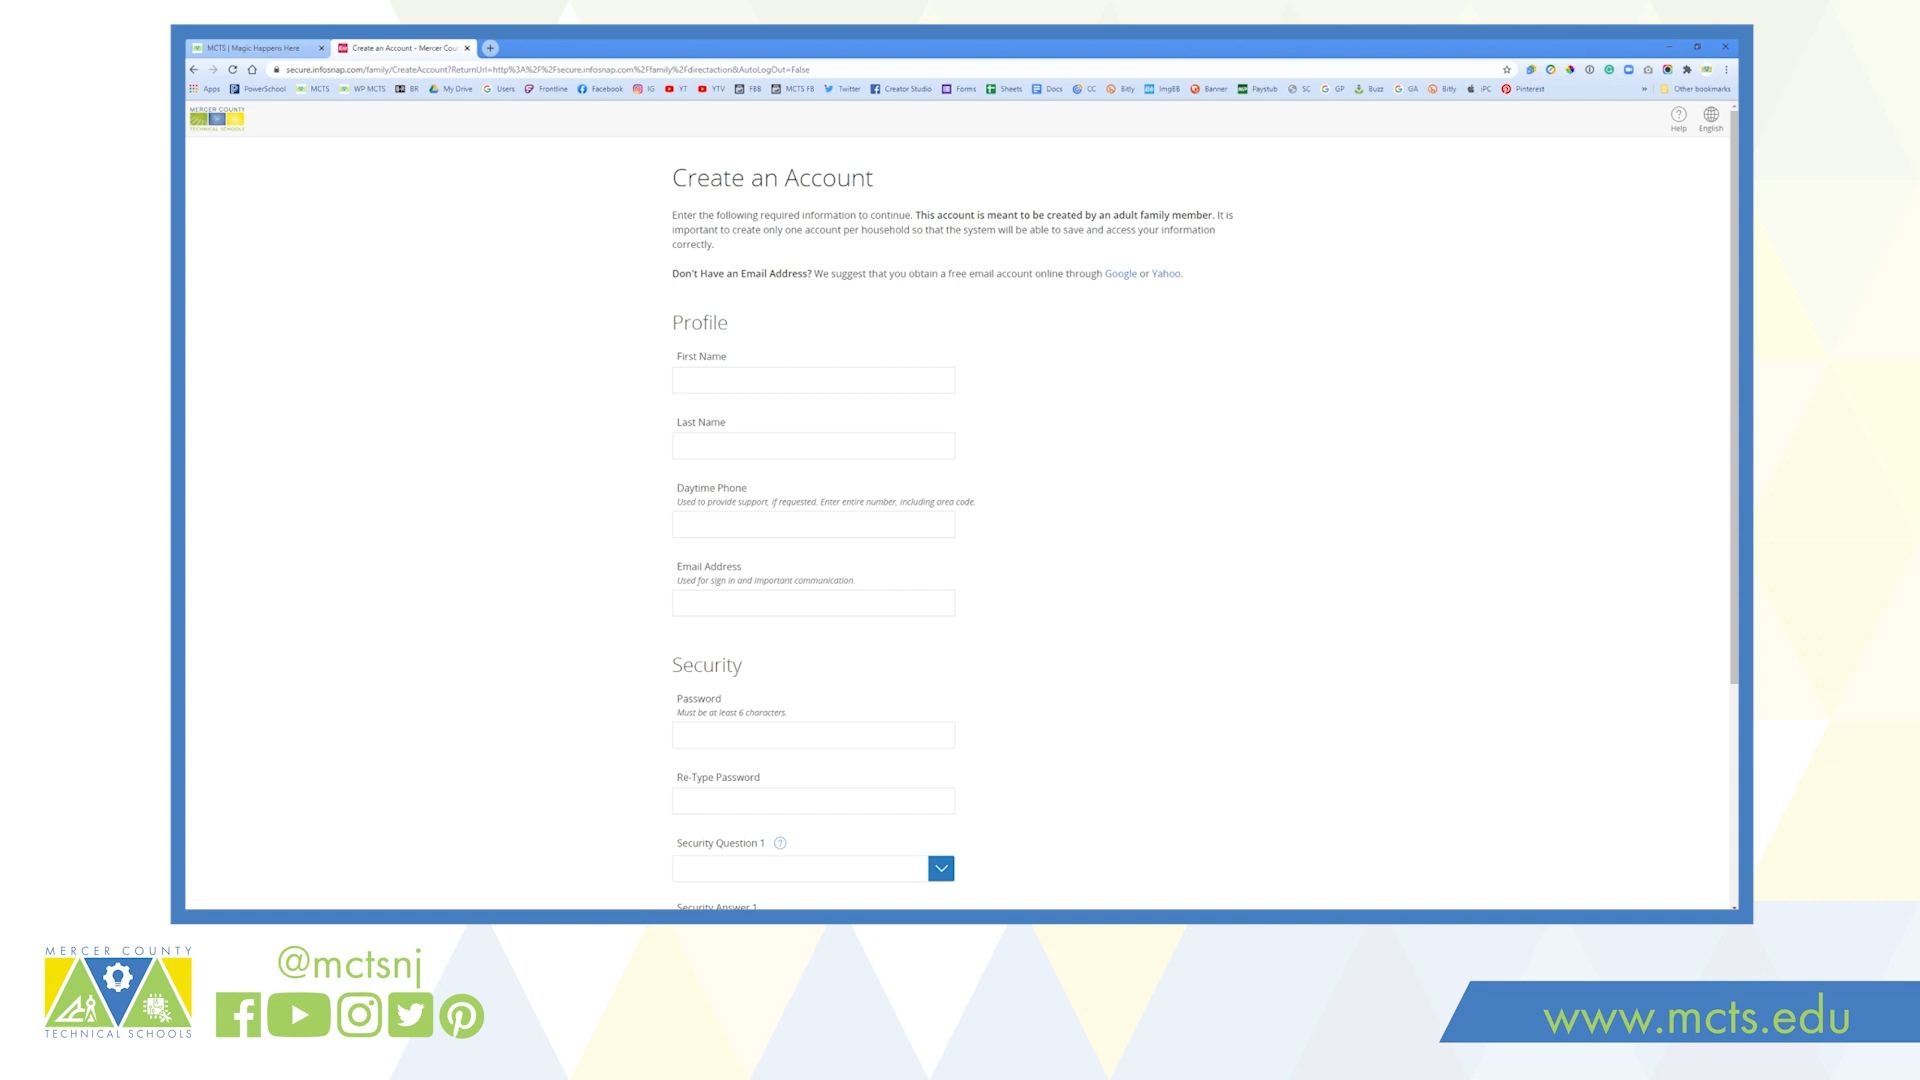 MCTS | Magic Happens Here
Create an Account - Mercer Cou
secure.infosnap.com/family/CreateAccount?ReturnUrl=http%3A%2F%2Fsecure.infosnap.com%2Ffamily%2Fdirectaction&AutoLogOut=False
Apps PowerSchool MCTS WP MCTS BR My Drive Users Frontline Facebook IG YT YTV FBB MCTS FB Twitter Creator Studio Forms Sheets Docs CC Bitly ImgBB Banner Paystub SC GP Buzz GA Bitly iPC Pinterest » Other bookmarks
MERCER COUNTY
TECHNICAL SCHOOLS
Help English
Create an Account
Enter the following required information to continue. This account is meant to be created by an adult family member. It is
important to create only one account per household so that the system will be able to save and access your information
correctly.
Don't Have an Email Address? We suggest that you obtain a free email account online through Google or Yahoo.
Profile
First Name
Last Name
Daytime Phone
Used to provide support, if requested. Enter entire number, including area code.
Email Address
Used for sign in and important communication.
Security
Password
Must be at least 6 characters.
Re-Type Password
Security Question 1 ?
Security Answer 1
MERCER COUNTY
TECHNICAL SCHOOLS
@mctsnj
www.mcts.edu